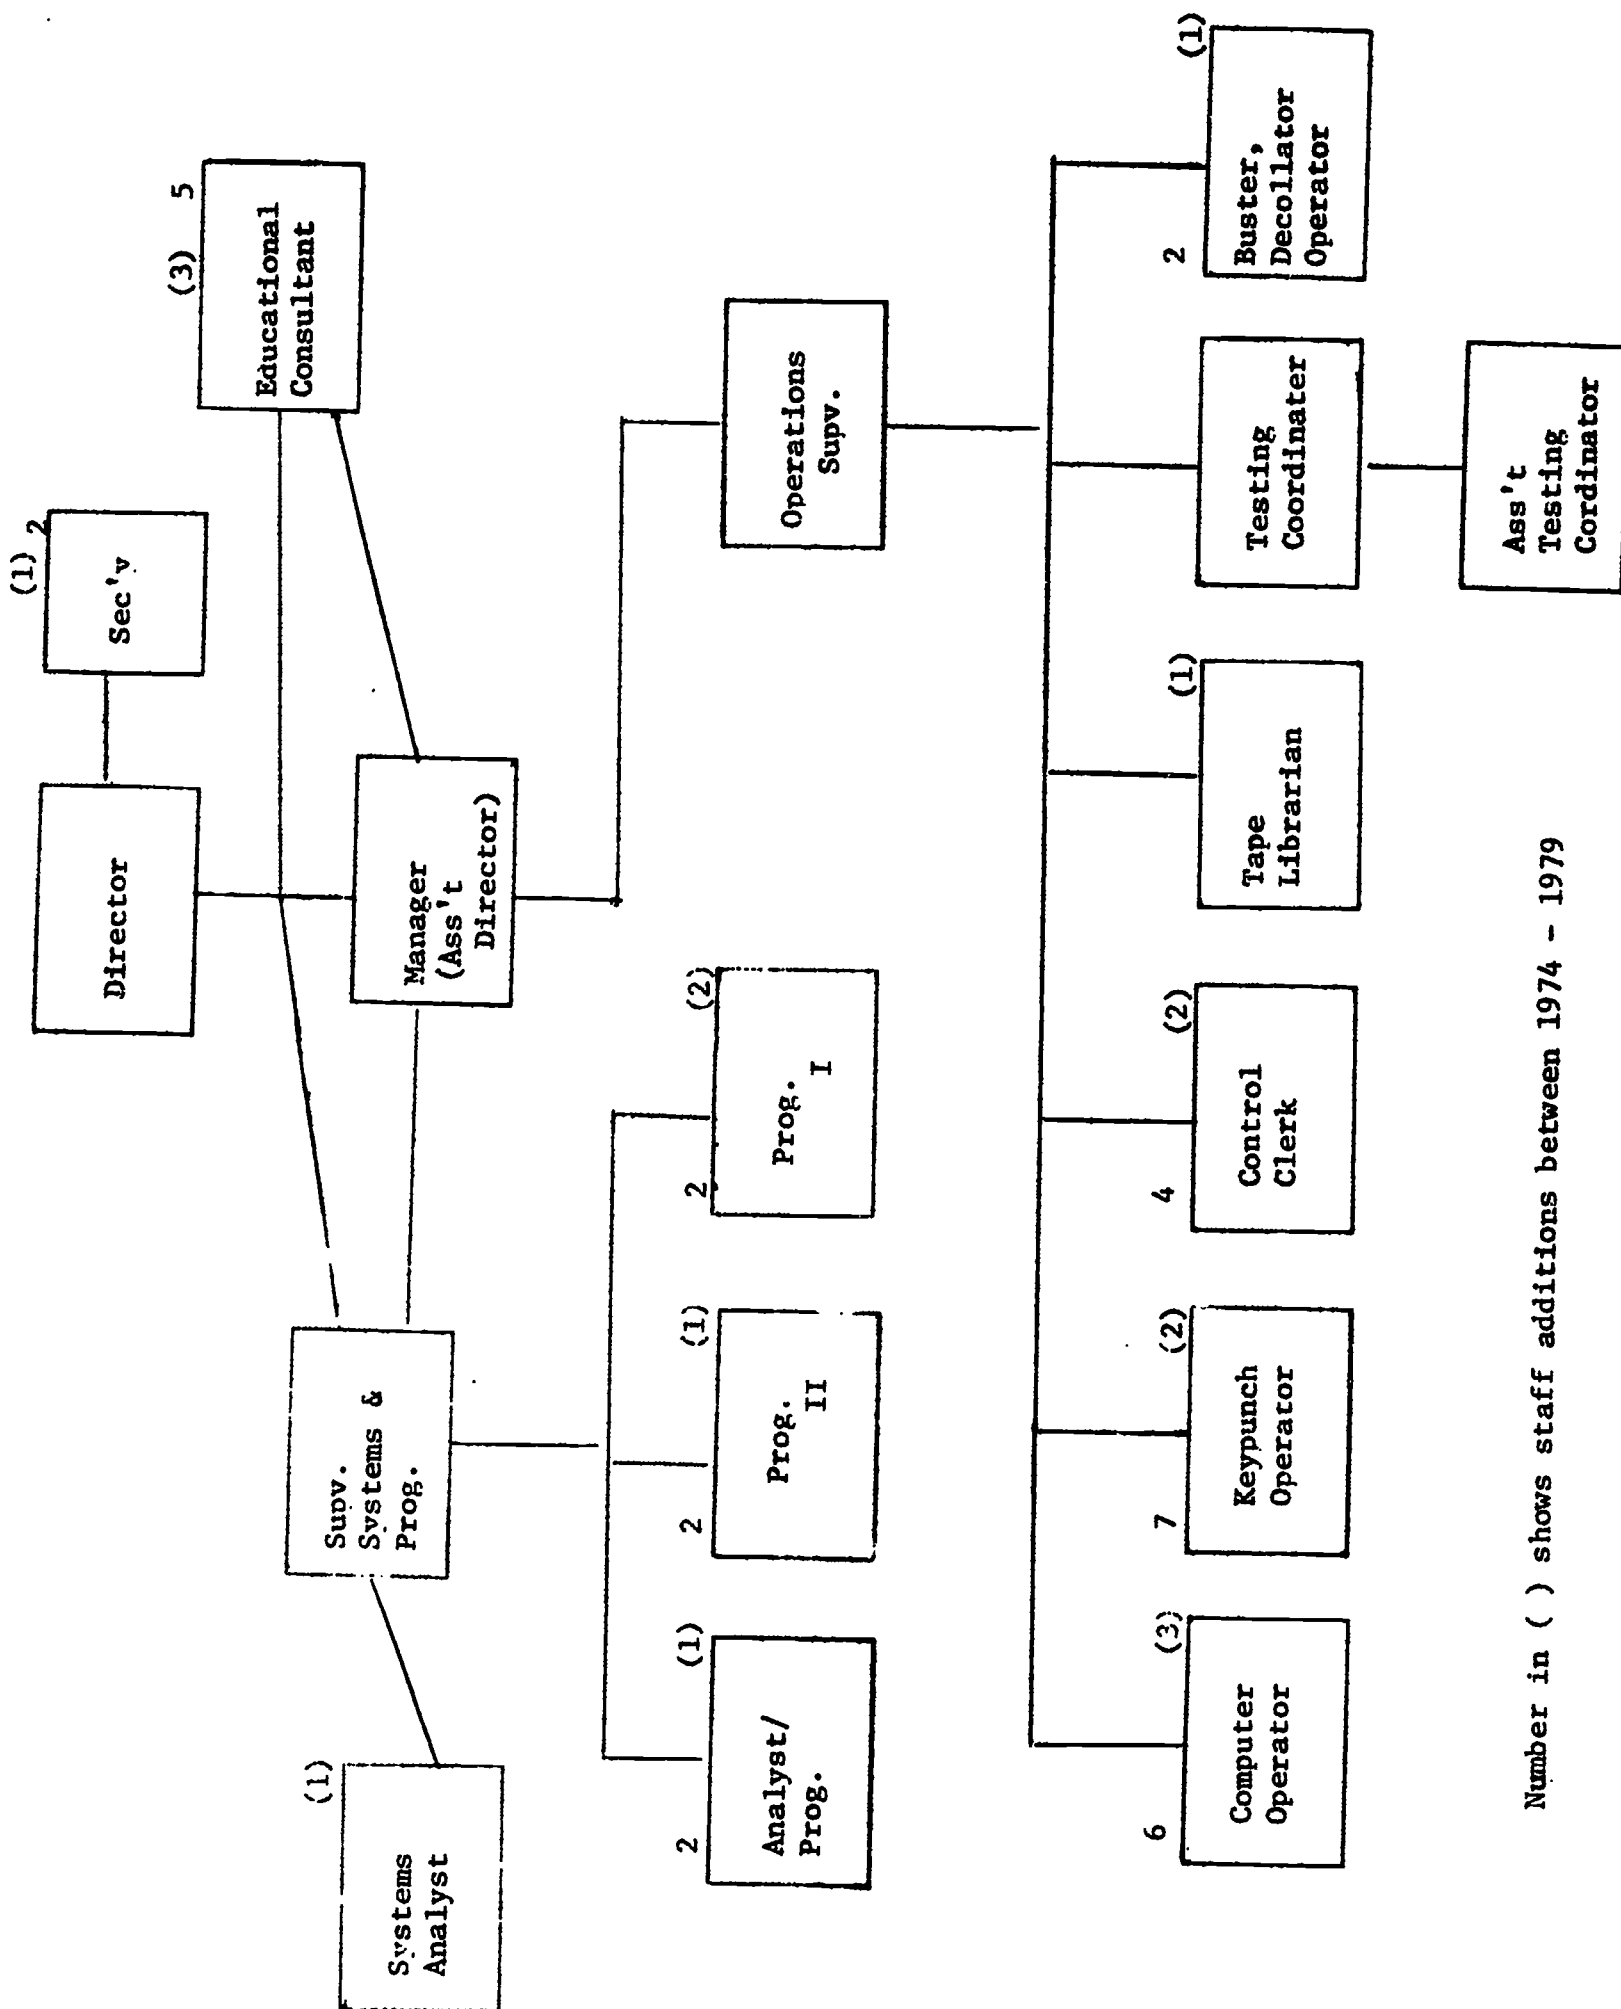 (1) 2
Director
Sec'y
(3) 5
Educational
Consultant
(1)
Systems
Analyst
Supv.
Systems &
Prog.
Manager
(Ass't
Director)
2 (1)
Analyst/
Prog.
2 (1)
Prog.
II
2 (2)
Prog.
I
Operations
Supv.
6 (3)
Computer
Operator
7 (2)
Keypunch
Operator
4 (2)
Control
Clerk
(1)
Tape
Librarian
Testing
Coordinater
2 (1)
Buster,
Decollator
Operator
Ass't
Testing
Cordinator
Number in ( ) shows staff additions between 1974 - 1979